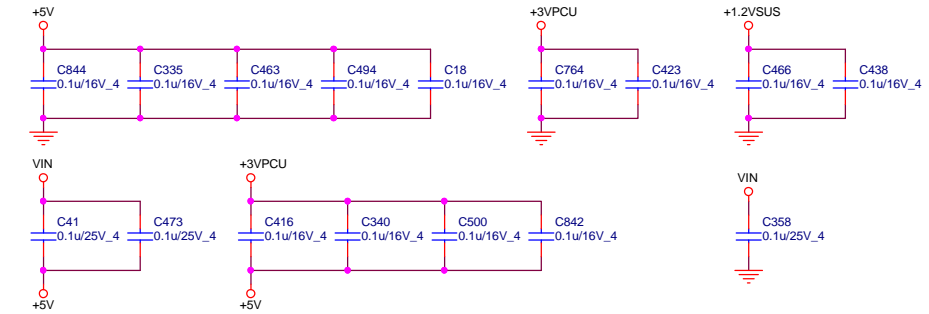 +5V
+3VPCU
+1.2VSUS
C844
C335
C463
C494
C18
C764
C423
C466
C438
0.1u/16V_4
0.1u/16V_4
0.1u/16V_4
0.1u/16V_4
0.1u/16V_4
0.1u/16V_4
0.1u/16V_4
0.1u/16V_4
0.1u/16V_4
VIN
+3VPCU
VIN
C41
C473
C416
C340
C500
C842
C358
0.1u/25V_4
0.1u/25V_4
0.1u/16V_4
0.1u/16V_4
0.1u/16V_4
0.1u/16V_4
0.1u/25V_4
+5V
+5V